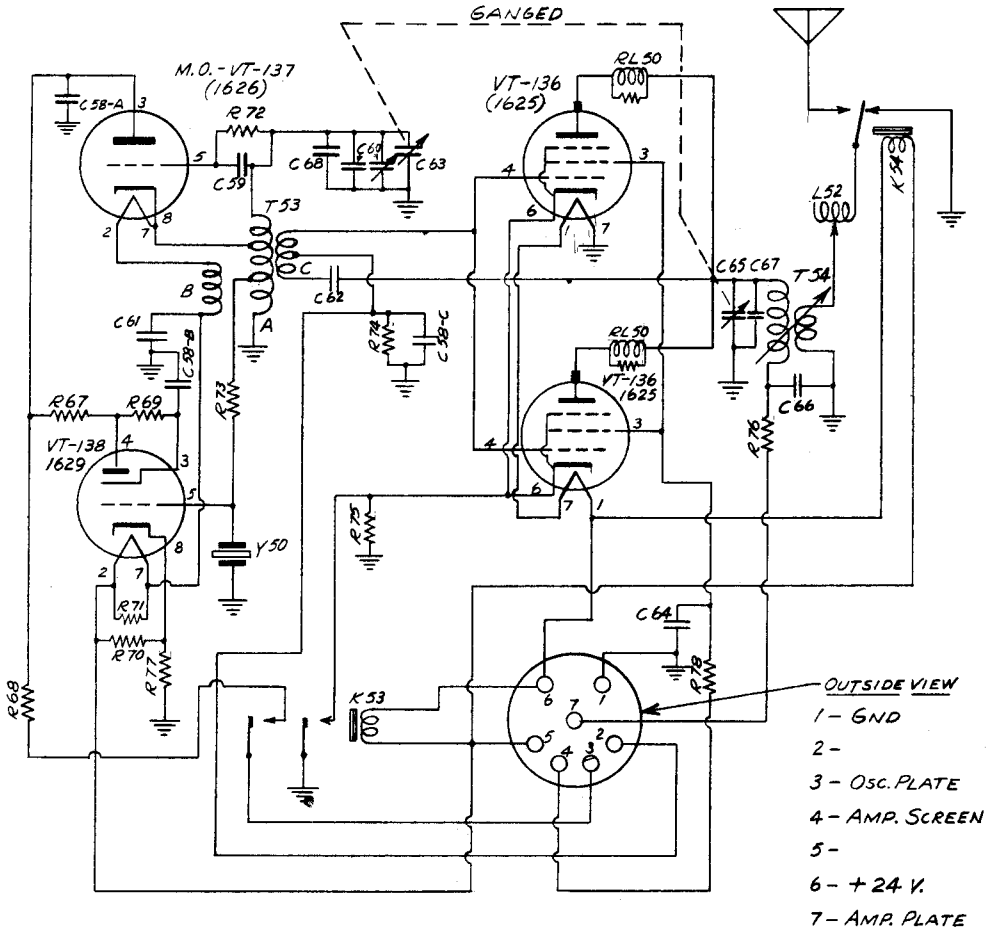 GANGED
M.O.-VT-137
(1626)
VT-136
(1625)
RL50
C58-A
3
R72
5
C59
C68
C69
C63
4
3
6
1
7
K54
L52
2
7
8
T53
B
C
A
C62
C65
C67
T54
C61
C58-B
R74
C58-C
RL50
VT-136
1625
R73
C66
R67
R69
R76
VT-138
1629
4
3
5
8
2
7
4
3
6
7
1
R75
Y50
R71
R70
R77
C64
R78
R68
K53
6
1
7
5
2
4
3
OUTSIDE VIEW
1- GND
2-
3- OSC. PLATE
4- AMP. SCREEN
5-
6- + 24 V.
7- AMP. PLATE